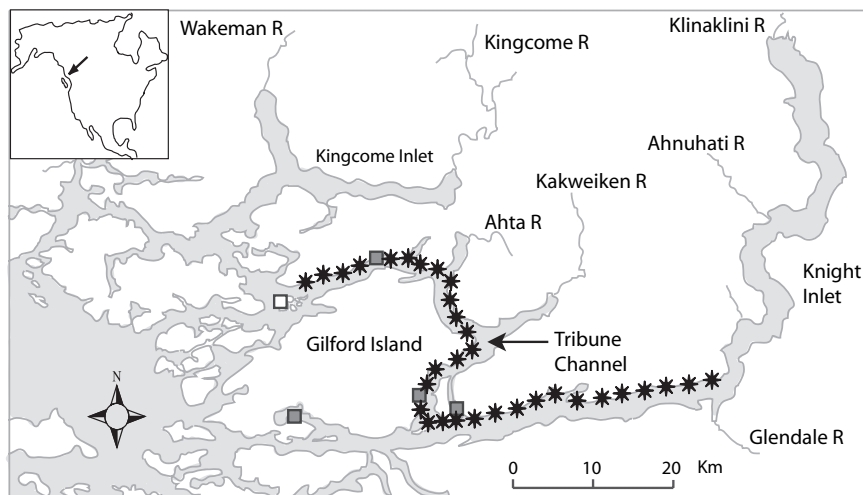 Wakeman R
Kingcome R
Klinaklini R
Kingcome Inlet
Ahnuhati R
Kakweiken R
Ahta R
Knight
Inlet
Gilford Island
Tribune
Channel
N
Glendale R
0 10 20 Km